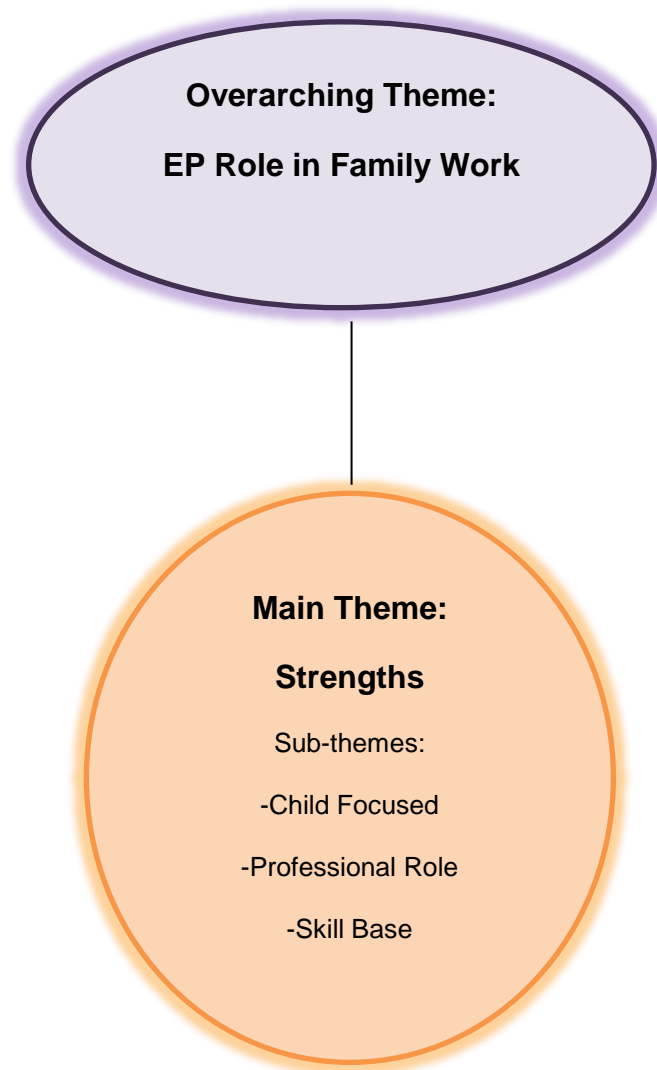 Overarching Theme:
EP Role in Family Work
Main Theme:
Strengths
Sub-themes:
-Child Focused
-Professional Role
-Skill Base